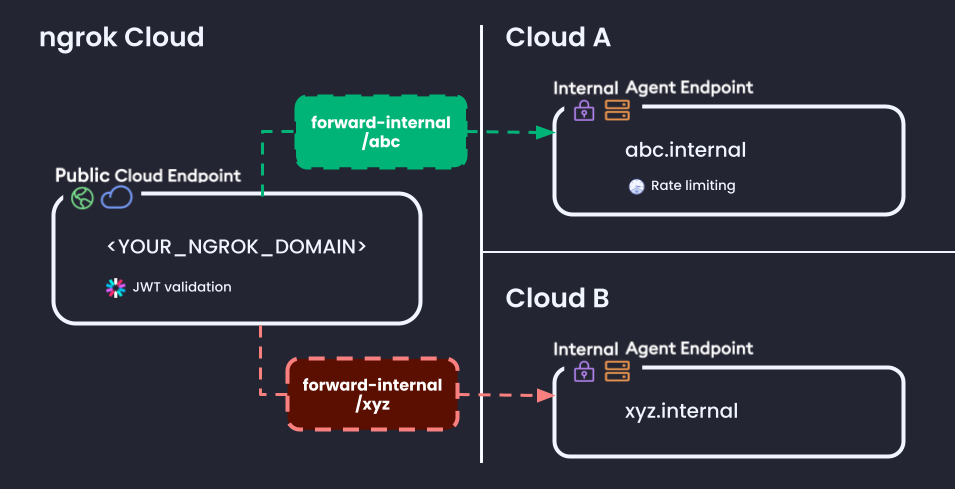 ngrok Cloud
Public Cloud Endpoint
<YOUR_NGROK_DOMAIN>
JWT validation
forward-internal
/abc
forward-internal
/xyz
Cloud A
Internal Agent Endpoint
abc.internal
Rate limiting
Cloud B
Internal Agent Endpoint
xyz.internal